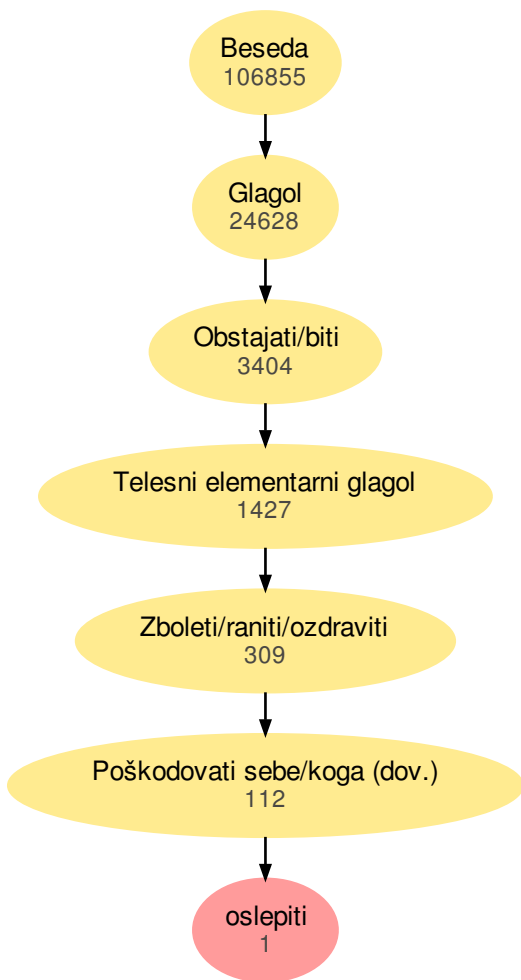 Beseda
106855
Glagol
24628
Obstajati/biti
3404
Telesni elementarni glagol
1427
Zboleti/raniti/ozdraviti
309
Poškodovati sebe/koga (dov.)
112
oslepiti
1